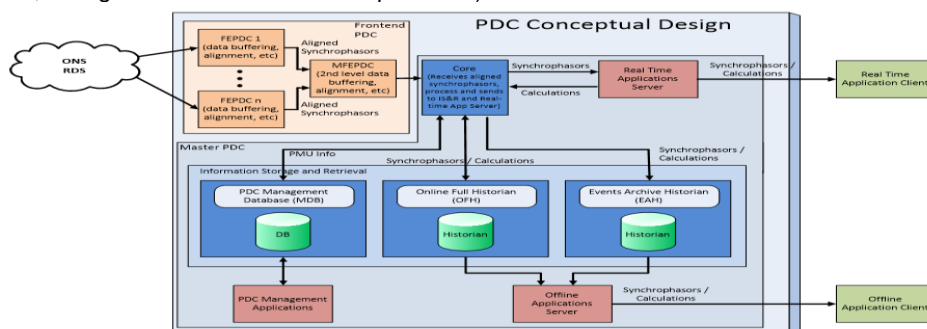 PDC Conceptual Design
Frontend
PDC
ONS
RDS
FEPDC 1
(data buffering,
alignment, etc)
Aligned
Synchrophasors
MFEPDC
(2nd level data
buffering,
alignment, etc)
FEPDC n
(data buffering,
alignment, etc)
Aligned
Synchrophasors
Core
(Receives aligned
synchrophasors,
process and sends
to IS&R and Real-
time App Server)
Synchrophasors
Calculations
Real Time
Applications
Server
Synchrophasors /
Calculations
Real Time
Application Client
Master PDC
PMU Info
Synchrophasors / Calculations
Synchrophasors /
Calculations
Information Storage and Retrieval
PDC Management
Database (MDB)
DB
Online Full Historian
(OFH)
Historian
Events Archive Historian
(EAH)
Historian
PDC Management
Applications
Offline
Applications
Server
Synchrophasors /
Calculations
Offline
Application Client